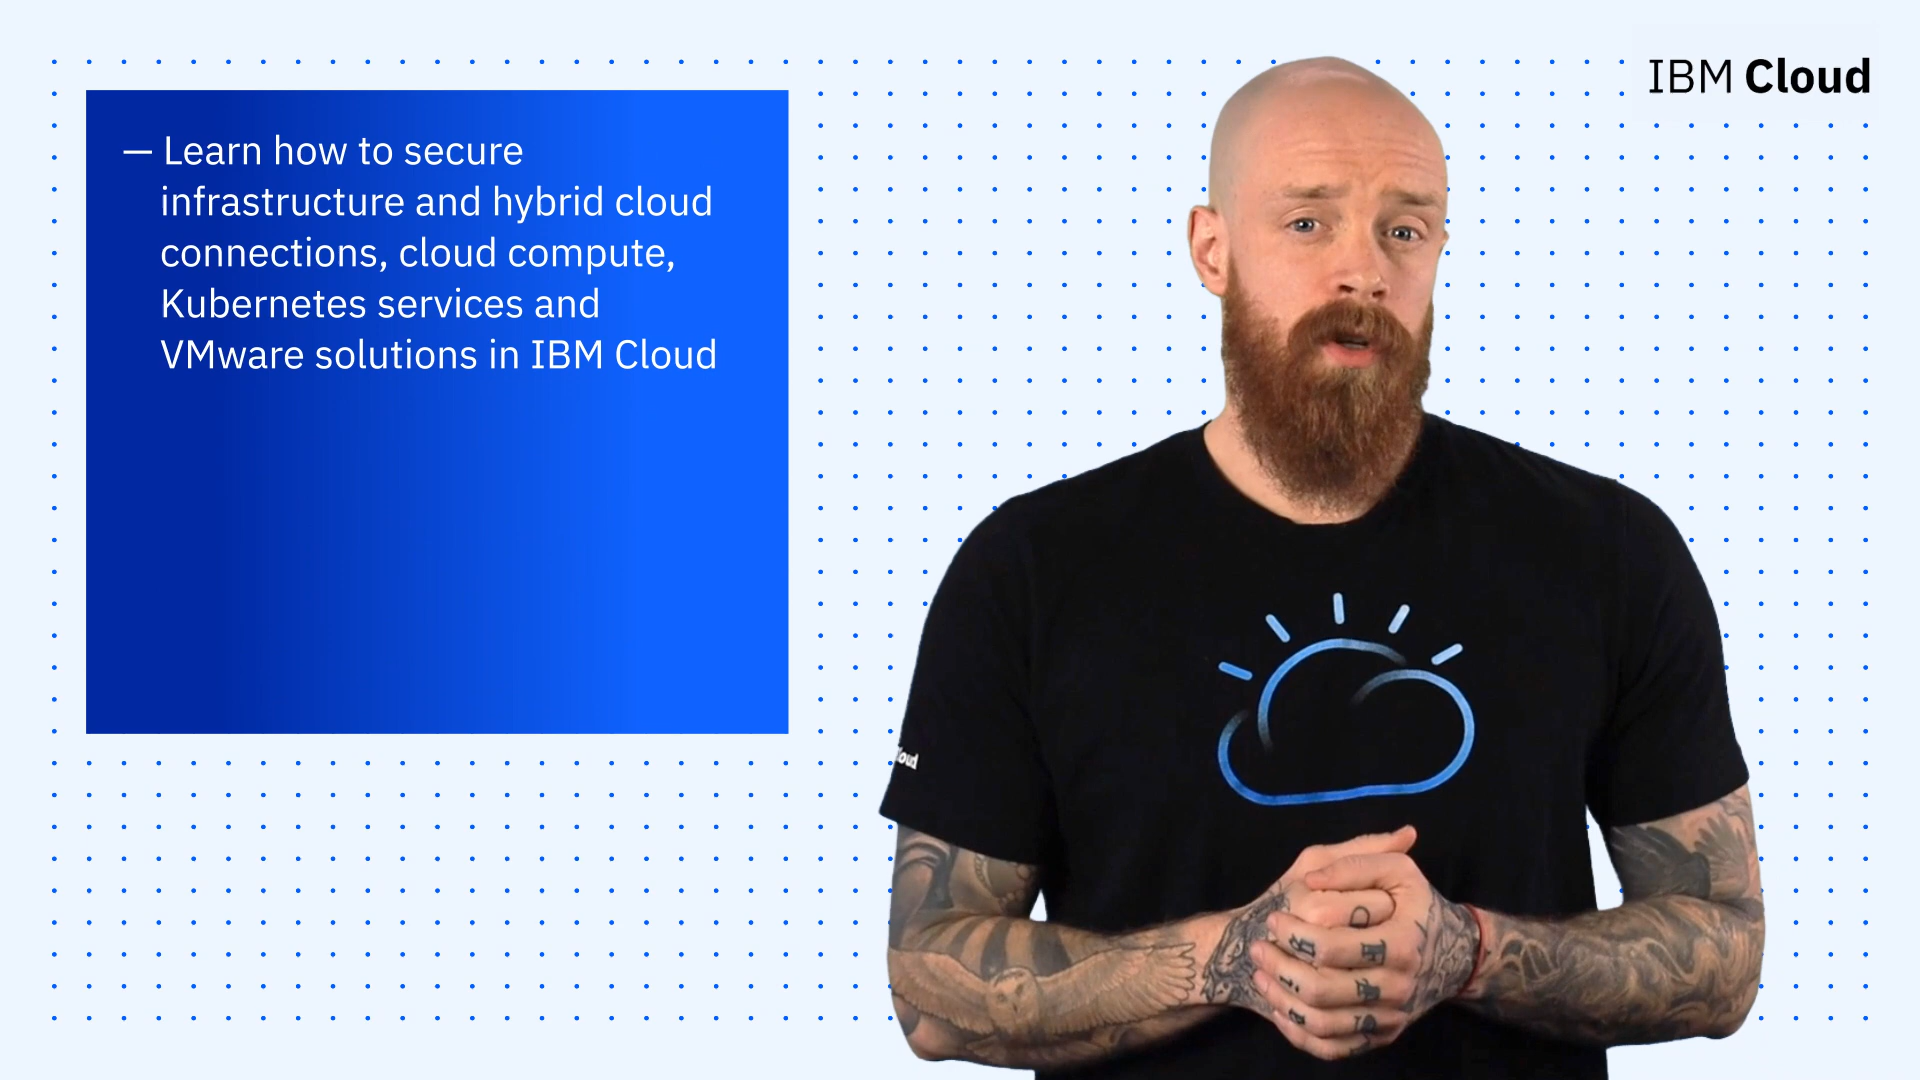 IBM Cloud
— Learn how to secure
infrastructure and hybrid cloud
connections, cloud compute,
Kubernetes services and
VMware solutions in IBM Cloud